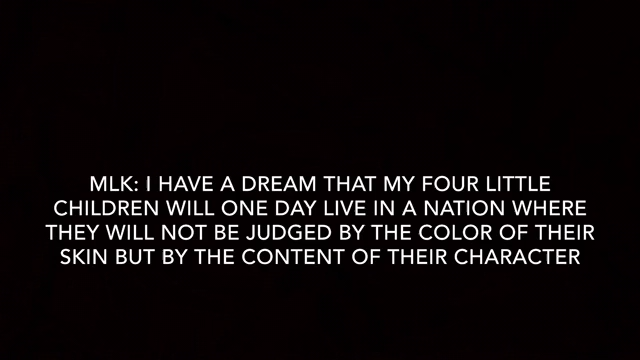 MLK: I HAVE A DREAM THAT MY FOUR LITTLE
CHILDREN WILL ONE DAY LIVE IN A NATION WHERE
THEY WILL NOT BE JUDGED BY THE COLOR OF THEIR
SKIN BUT BY THE CONTENT OF THEIR CHARACTER